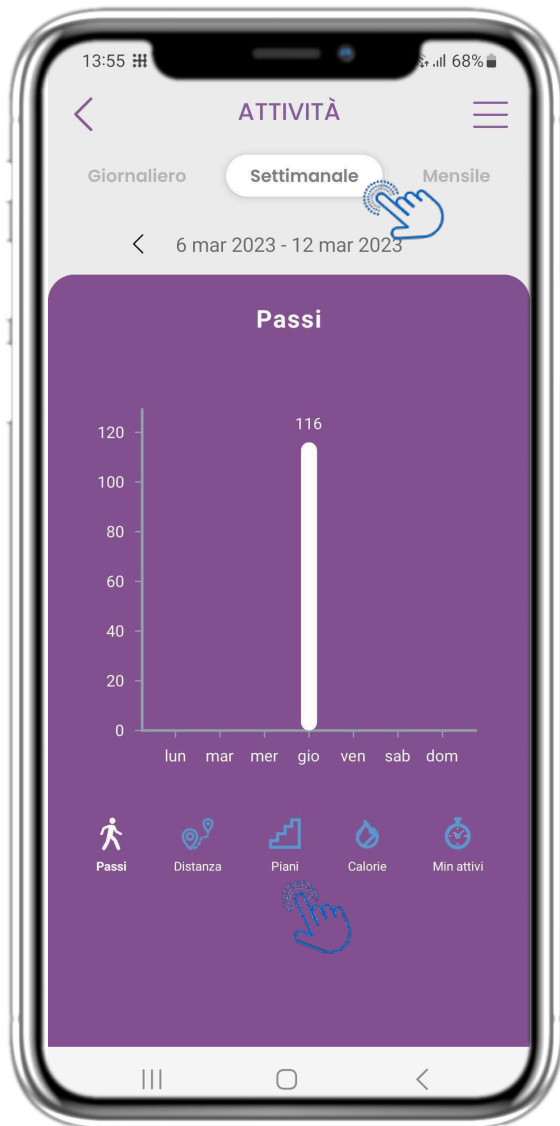 13:55 68%
ATTIVITÀ
Giornaliero Settimanale Mensile
6 mar 2023 - 12 mar 2023
Passi
116
120
100
80
60
40
20
0
lun mar mer gio ven sab dom
Passi Distanza Piani Calorie Min attivi